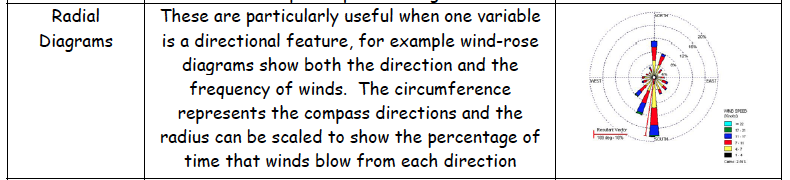 Radial
Diagrams
These are particularly useful when one variable
is a directional feature, for example wind-rose
diagrams show both the direction and the
frequency of winds. The circumference
represents the compass directions and the
radius can be scaled to show the percentage of
time that winds blow from each direction
NORTH
20%
16%
12%
8%
WEST
EAST
SOUTH
Resultant Vector
WIND SPEED
(Knots)